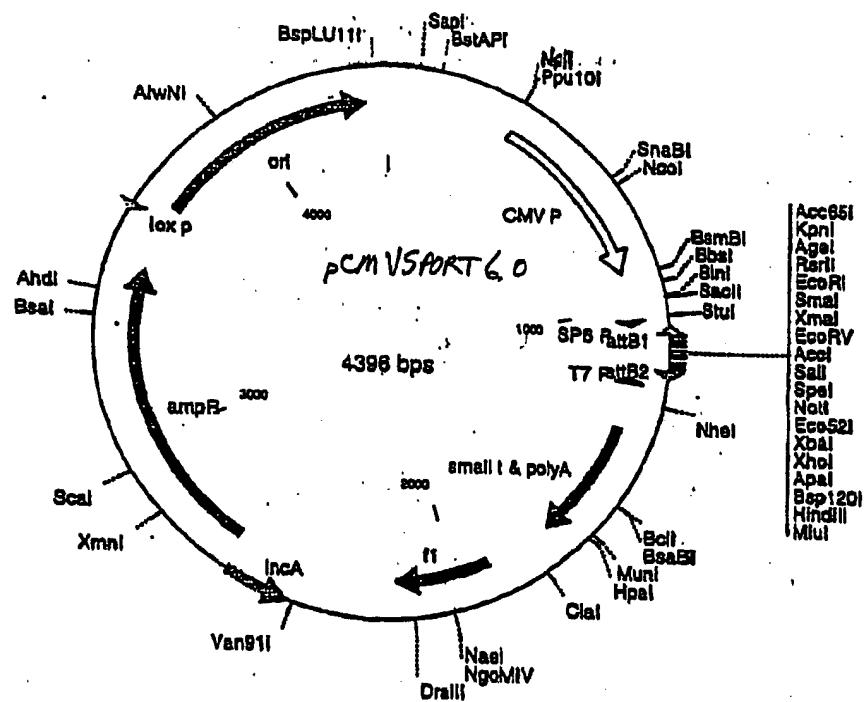 BspLU11I
SapI
BstAPI
NsiI
Ppu10I
AlwNI
SnaBI
NcoI
ori
4000
lox p
CMV P
BsmBI
BbsI
BlnI
SacII
StuI
AhdI
BsaI
pCMVSPORT6.0
4396 bps
1000
SP6 P
attB1
T7 P
attB2
Acc65I
KpnI
AgeI
RsrII
EcoRI
SmaI
XmaI
EcoRV
AccI
SalI
SpeI
NotI
Eco52I
XbaI
XhoI
ApaI
Bsp120I
HindIII
MluI
NheI
ampR
3000
small t & polyA
2000
ScaI
XmnI
f1
incA
BclI
BsaBI
MunI
HpaI
ClaI
Van91I
NaeI
NgoMIV
DraIII